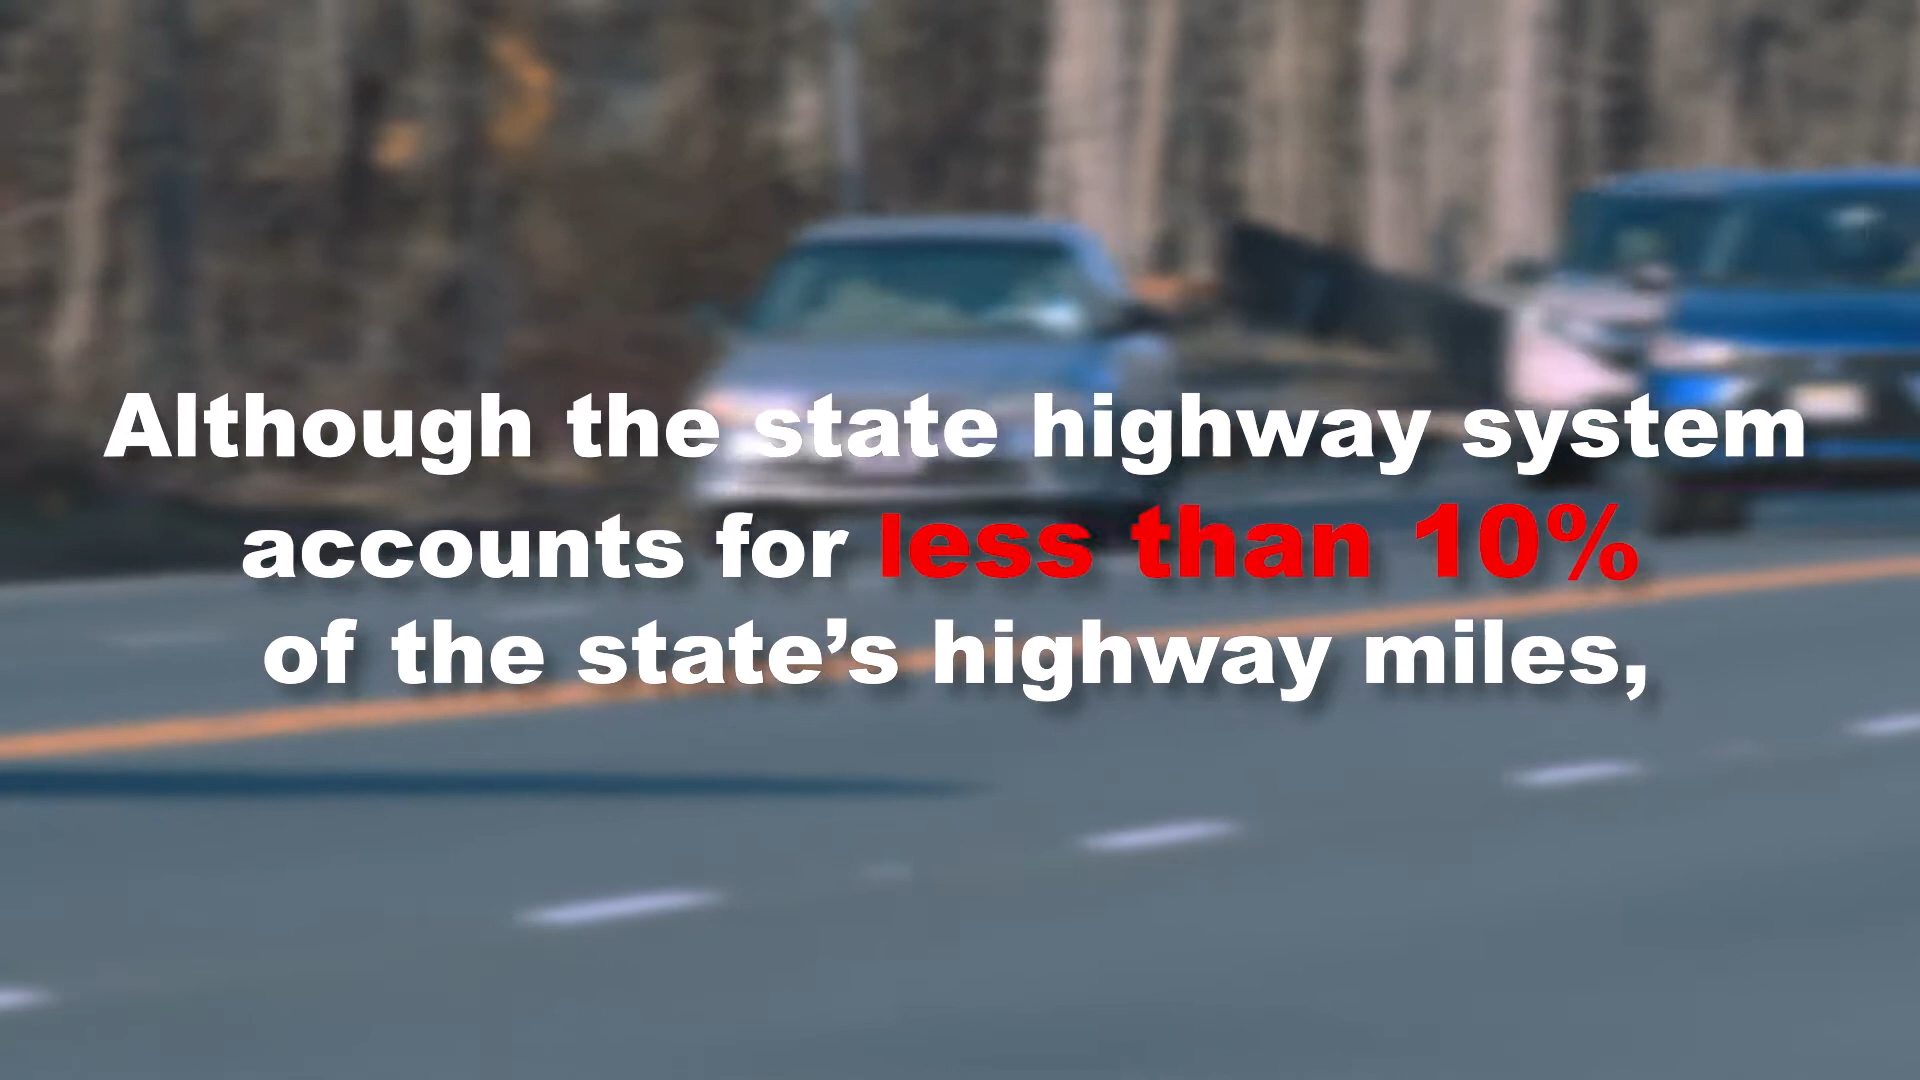 Although the state highway system
accounts for less than 10%
of the state’s highway miles,